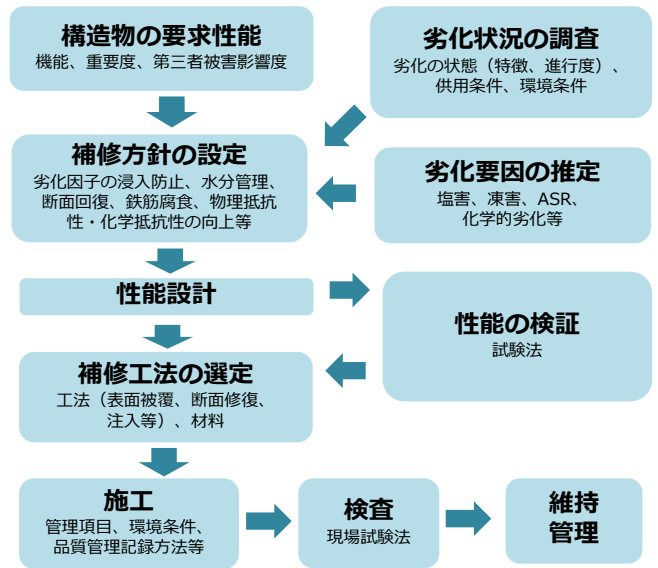 構造物の要求性能
機能、重要度、第三者被害影響度
劣化状況の調査
劣化の状態（特徴、進行度）、
供用条件、環境条件
補修方針の設定
劣化因子の浸入防止、水分管理、
断面回復、鉄筋腐食、物理抵抗
性・化学抵抗性の向上等
劣化要因の推定
塩害、凍害、ASR、
化学的劣化等
性能設計
性能の検証
試験法
補修工法の選定
工法（表面被覆、断面修復、
注入等）、材料
施工
管理項目、環境条件、
品質管理記録方法等
検査
現場試験法
維持
管理